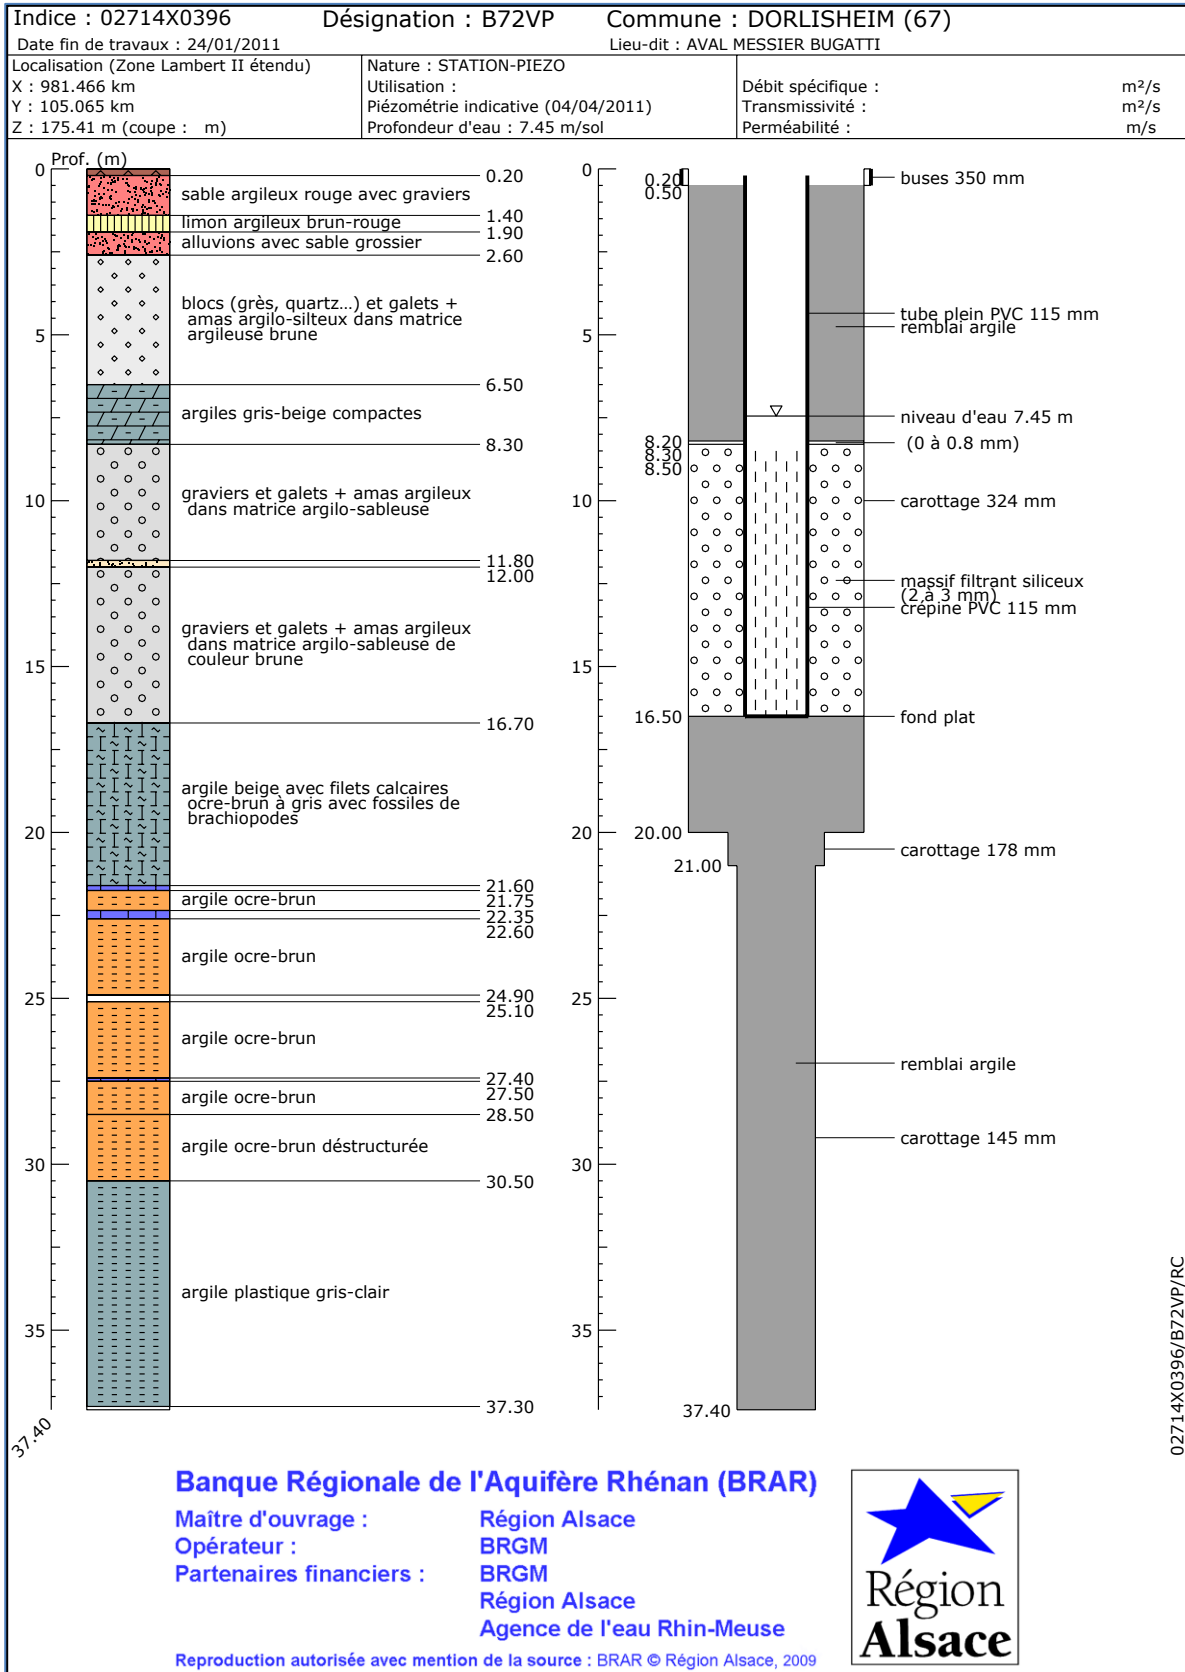 Indice : 02714X0396 Désignation : B72VP Commune : DORLISHEIM (67)
Date fin de travaux : 24/01/2011 Lieu-dit : AVAL MESSIER BUGATTI
Localisation (Zone Lambert II étendu)
X : 981.466 km
Y : 105.065 km
Z : 175.41 m (coupe : m)
Nature : STATION-PIEZO
Utilisation :
Piézométrie indicative (04/04/2011)
Profondeur d'eau : 7.45 m/sol
Débit spécifique : m²/s
Transmissivité : m²/s
Perméabilité : m/s
Prof. (m)
0
5
10
15
20
25
30
35
37.40
0.20
sable argileux rouge avec graviers
1.40
limon argileux brun-rouge
1.90
alluvions avec sable grossier
2.60
blocs (grès, quartz...) et galets +
amas argilo-silteux dans matrice
argileuse brune
6.50
argiles gris-beige compactes
8.30
graviers et galets + amas argileux
dans matrice argilo-sableuse
11.80
12.00
graviers et galets + amas argileux
dans matrice argilo-sableuse de
couleur brune
16.70
argile beige avec filets calcaires
ocre-brun à gris avec fossiles de
brachiopodes
21.60
argile ocre-brun
21.75
22.35
22.60
argile ocre-brun
24.90
25.10
argile ocre-brun
27.40
27.50
argile ocre-brun
28.50
argile ocre-brun déstructurée
30.50
argile plastique gris-clair
37.30
0
5
10
15
20
25
30
35
0.20
0.50
8.20
8.30
8.50
16.50
20.00
21.00
37.40
buses 350 mm
tube plein PVC 115 mm
remblai argile
niveau d'eau 7.45 m
(0 à 0.8 mm)
carottage 324 mm
massif filtrant siliceux
(2 à 3 mm)
crépine PVC 115 mm
fond plat
carottage 178 mm
remblai argile
carottage 145 mm
02714X0396/B72VP/RC
Banque Régionale de l'Aquifère Rhénan (BRAR)
Maître d'ouvrage : Région Alsace
Opérateur : BRGM
Partenaires financiers : BRGM
Région Alsace
Agence de l'eau Rhin-Meuse
Reproduction autorisée avec mention de la source : BRAR © Région Alsace, 2009
Région
Alsace